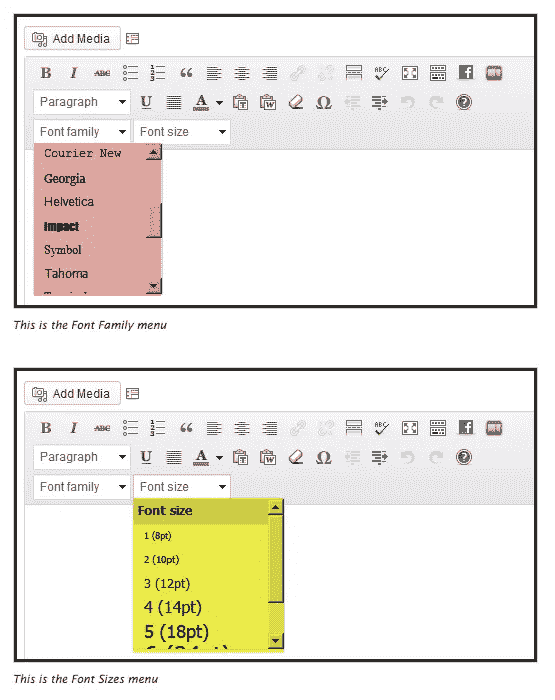 Add Media
B I ABC
Paragraph U A T W Ω
Font family Font size
Courier New
Georgia
Helvetica
Impact
Symbol
Tahoma
This is the Font Family menu
Add Media
B I ABC
Paragraph U A T W Ω
Font family Font size
Font size
1 (8pt)
2 (10pt)
3 (12pt)
4 (14pt)
5 (18pt)
This is the Font Sizes menu